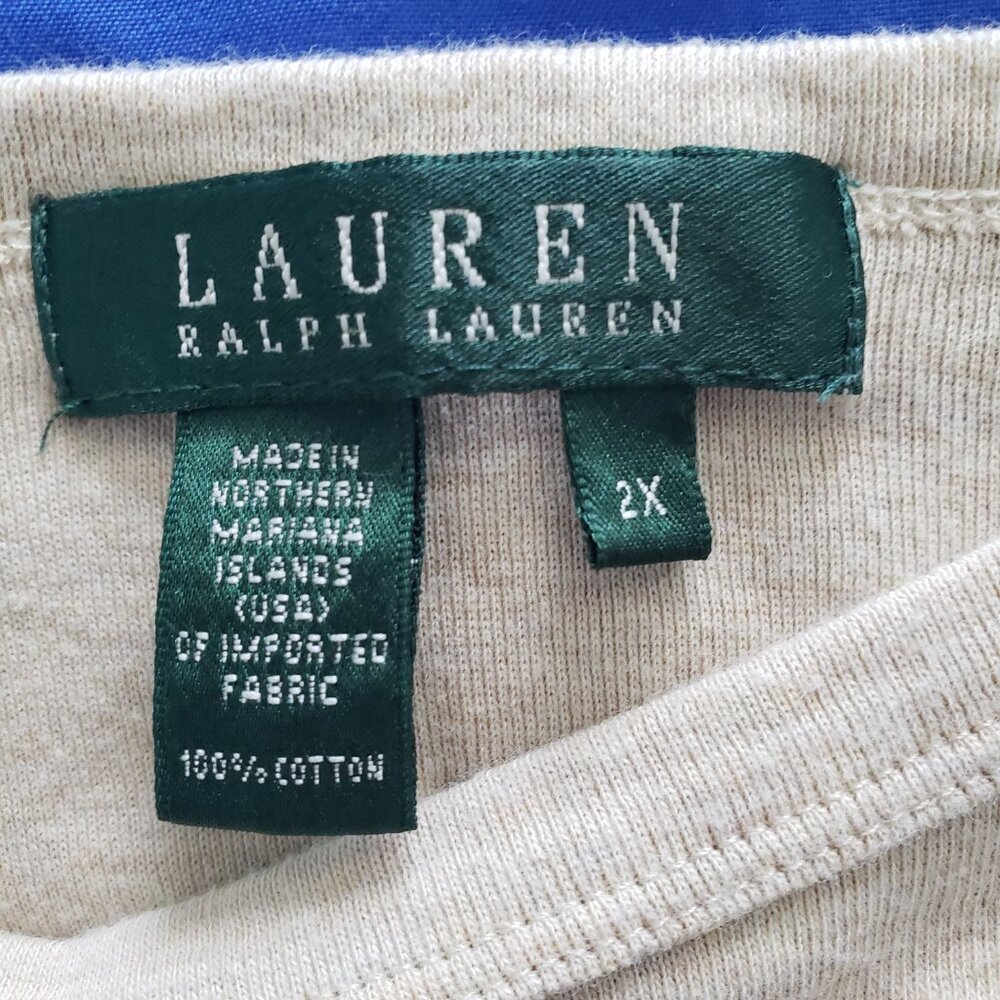 LAUREN
RALPH LAUREN
MADE IN
NORTHERN
MARIANA
ISLANDS
(USA)
OF IMPORTED
FABRIC
100% COTTON
2X